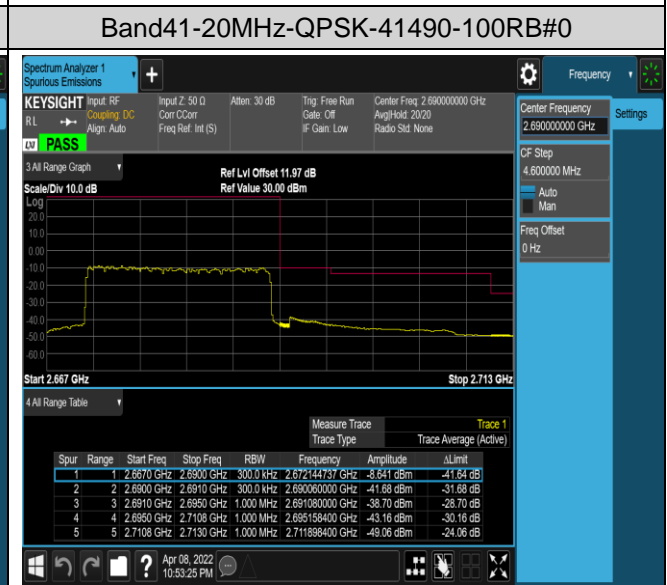 Band41-20MHz-QPSK-41490-100RB#0
Spectrum Analyzer 1
Spurious Emissions
+
Frequency
KEYSIGHT
Input: RF
Input Z: 50 Ω
Atten: 30 dB
Trig: Free Run
Center Freq: 2.690000000 GHz
RL
Coupling: DC
Corr CCorr
Gate: Off
Avg|Hold: 20/20
Align: Auto
Freq Ref: Int (S)
IF Gain: Low
Radio Std: None
LXI
PASS
Center Frequency
2.690000000 GHz
Settings
CF Step
4.600000 MHz
Auto
Man
Freq Offset
0 Hz
3 All Range Graph
Ref Lvl Offset 11.97 dB
Scale/Div 10.0 dB
Ref Value 30.00 dBm
Log
20.0
10.0
0.00
-10.0
-20.0
-30.0
-40.0
-50.0
-60.0
Start 2.667 GHz
Stop 2.713 GHz
4 All Range Table
Measure Trace Trace 1
Trace Type Trace Average (Active)
Spur Range Start Freq Stop Freq RBW Frequency Amplitude ΔLimit
1 1 2.6670 GHz 2.6900 GHz 300.0 kHz 2.672144737 GHz -8.641 dBm -41.64 dB
2 2 2.6900 GHz 2.6910 GHz 300.0 kHz 2.690060000 GHz -41.68 dBm -31.68 dB
3 3 2.6910 GHz 2.6950 GHz 1.000 MHz 2.691080000 GHz -38.70 dBm -28.70 dB
4 4 2.6950 GHz 2.7108 GHz 1.000 MHz 2.695158400 GHz -43.16 dBm -30.16 dB
5 5 2.7108 GHz 2.7130 GHz 1.000 MHz 2.711898400 GHz -49.06 dBm -24.06 dB
?
Apr 08, 2022
10:53:25 PM